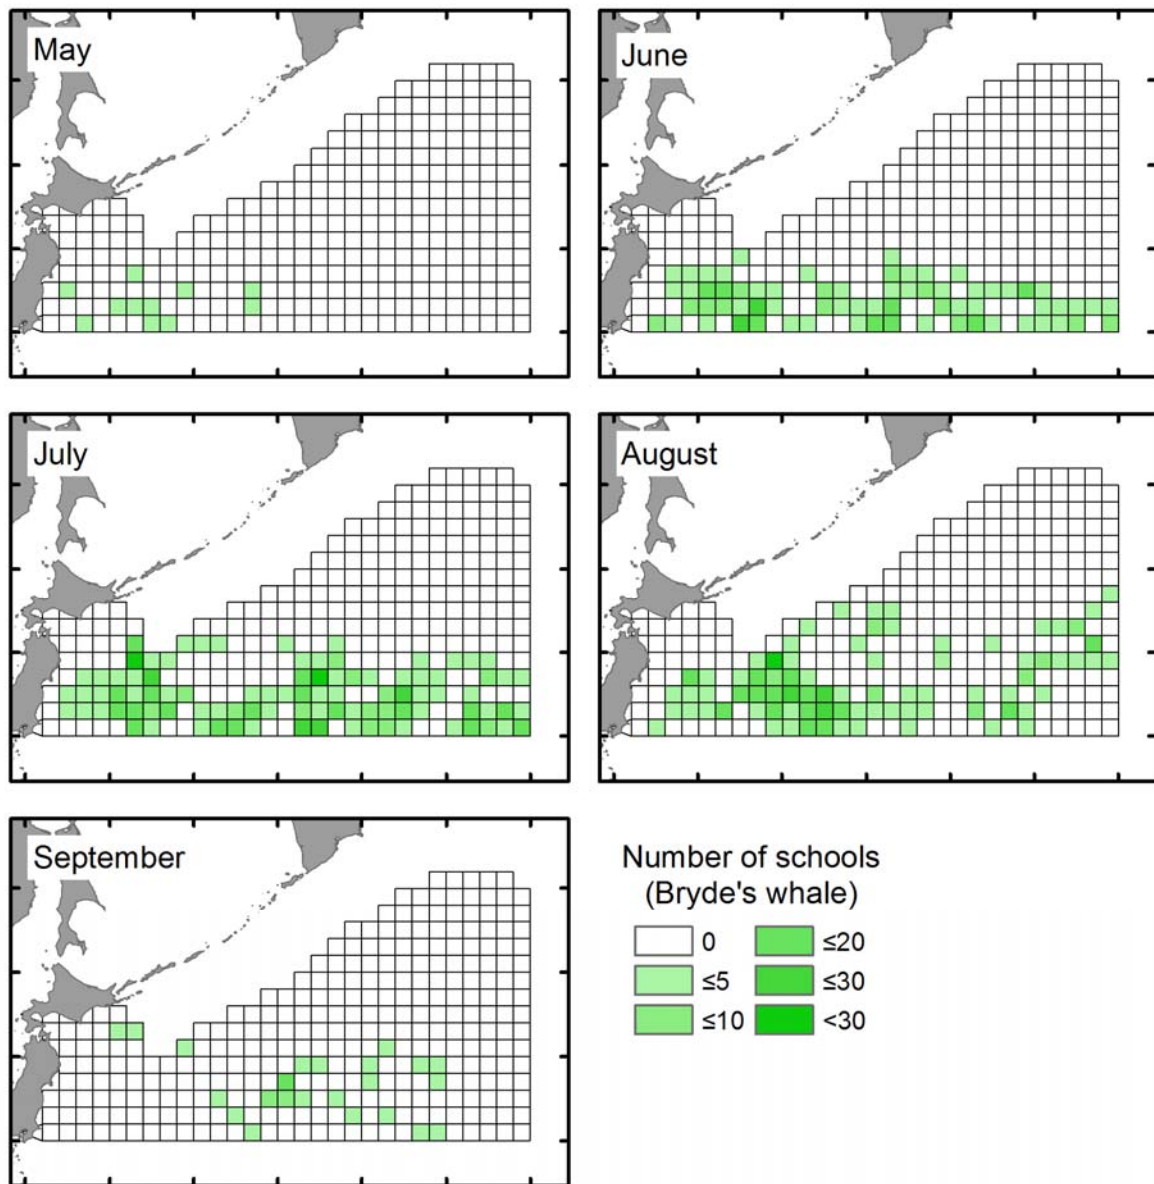 May
June
July
August
September
Number of schools
(Bryde's whale)
0
≤20
≤5
≤30
≤10
<30